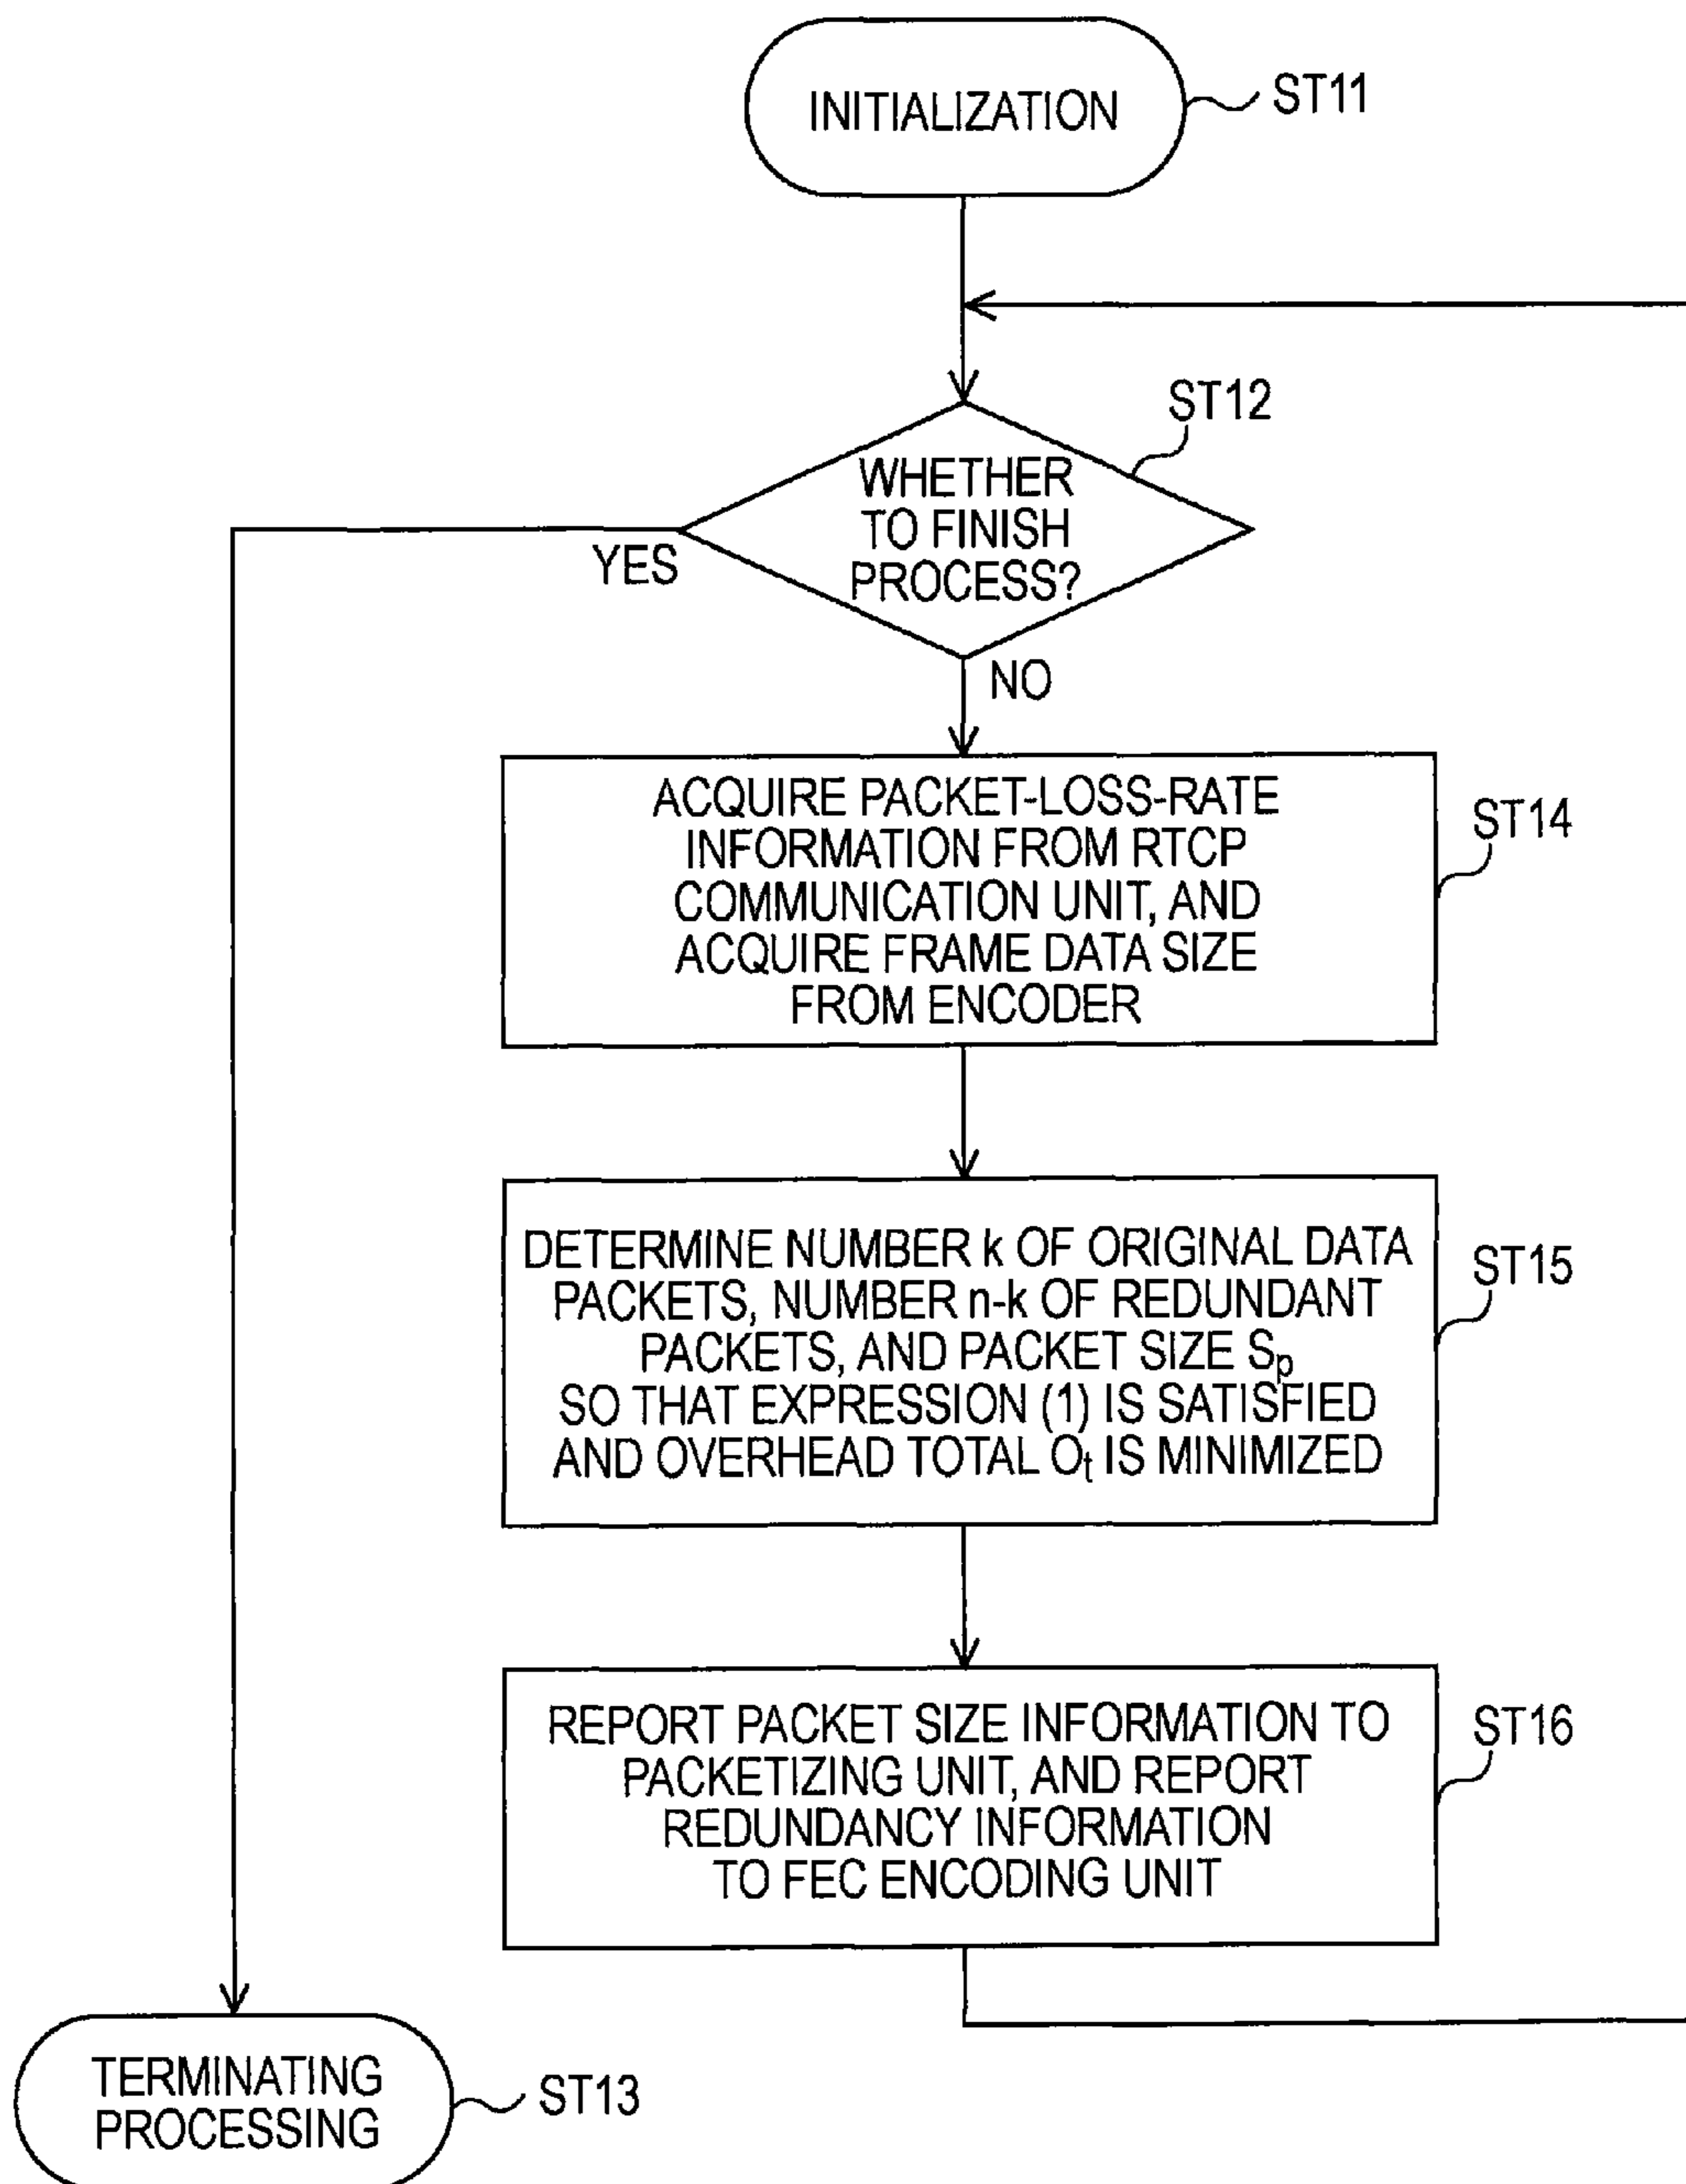 INITIALIZATION
ST11
ST12
WHETHER
TO FINISH
PROCESS?
YES
NO
ACQUIRE PACKET-LOSS-RATE
INFORMATION FROM RTCP
COMMUNICATION UNIT, AND
ACQUIRE FRAME DATA SIZE
FROM ENCODER
ST14
DETERMINE NUMBER k OF ORIGINAL DATA
PACKETS, NUMBER n-k OF REDUNDANT
PACKETS, AND PACKET SIZE Sp
SO THAT EXPRESSION (1) IS SATISFIED
AND OVERHEAD TOTAL Ot IS MINIMIZED
ST15
REPORT PACKET SIZE INFORMATION TO
PACKETIZING UNIT, AND REPORT
REDUNDANCY INFORMATION
TO FEC ENCODING UNIT
ST16
TERMINATING
PROCESSING
ST13